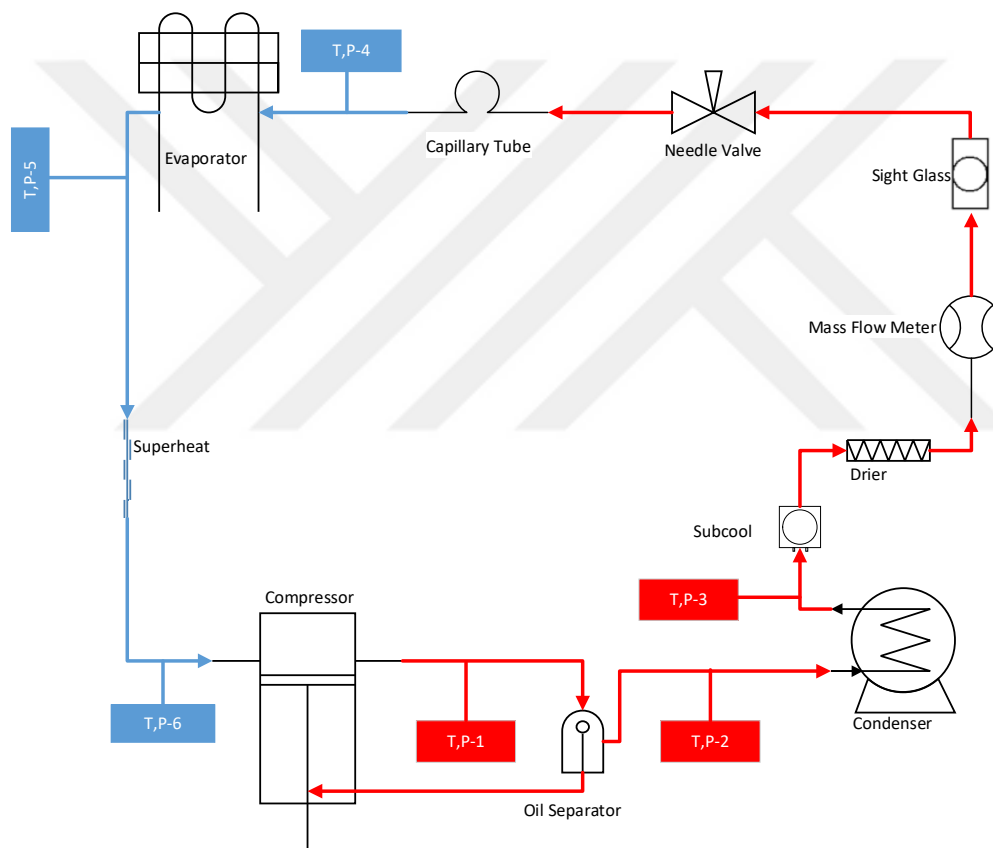 T,P-4
Evaporator
Capillary Tube
Needle Valve
T,P-5
Sight Glass
Mass Flow Meter
Superheat
Drier
Subcool
Compressor
T,P-3
T,P-6
T,P-1
T,P-2
Condenser
Oil Separator